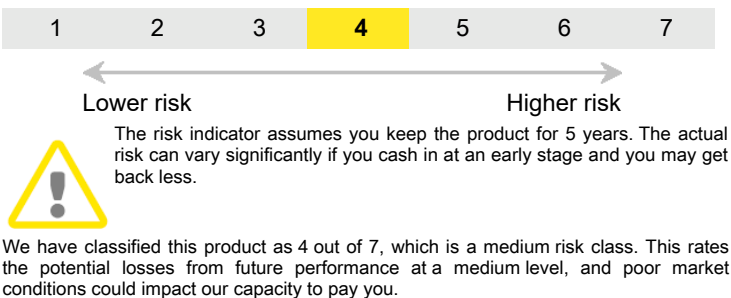 1 2 3 4 5 6 7
Lower risk Higher risk
The risk indicator assumes you keep the product for 5 years. The actual
risk can vary significantly if you cash in at an early stage and you may get
back less.
We have classified this product as 4 out of 7, which is a medium risk class. This rates
the potential losses from future performance at a medium level, and poor market
conditions could impact our capacity to pay you.